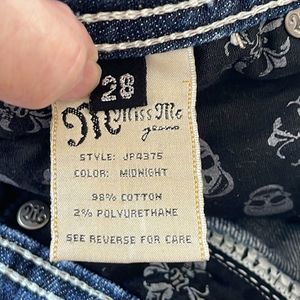 28
Miss Me
jeans
STYLE: JP4375
COLOR: MIDNIGHT
98% COTTON
2% POLYURETHANE
SEE REVERSE FOR CARE